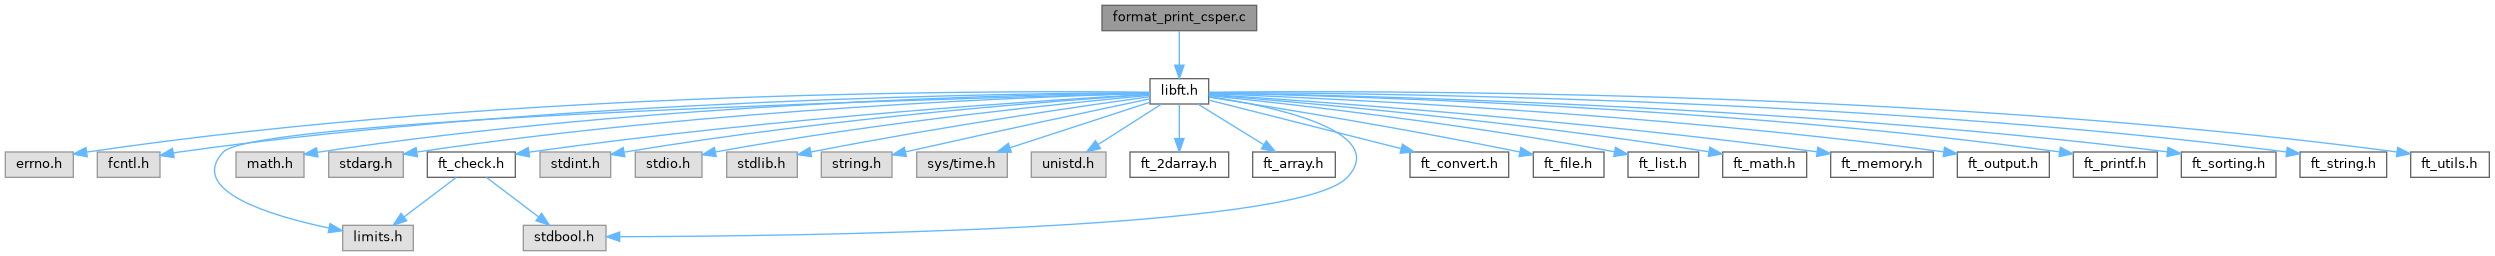 format_print_csper.c
libft.h
errno.h
fcntl.h
math.h
stdarg.h
ft_check.h
stdint.h
stdio.h
stdlib.h
string.h
sys/time.h
unistd.h
ft_2darray.h
ft_array.h
ft_convert.h
ft_file.h
ft_list.h
ft_math.h
ft_memory.h
ft_output.h
ft_printf.h
ft_sorting.h
ft_string.h
ft_utils.h
limits.h
stdbool.h